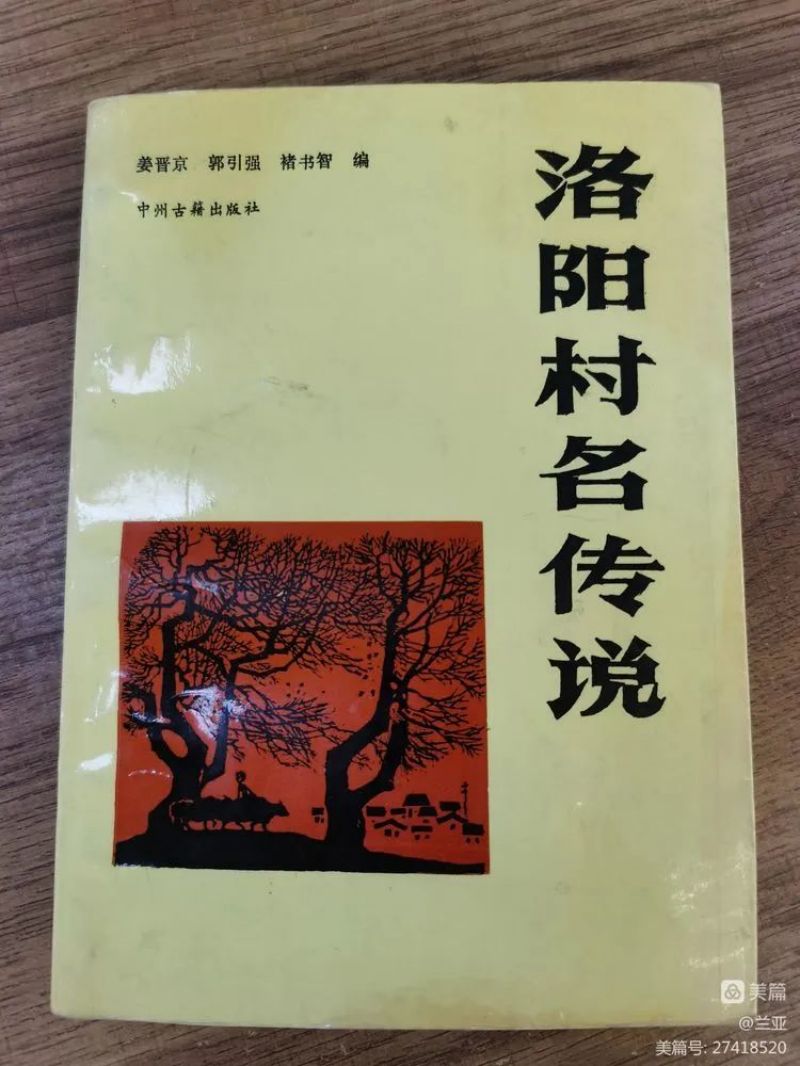 姜晋京 郭引强 褚书智 编
中州古籍出版社
洛阳村名传说
美篇
@兰亚
美篇号: 27418520